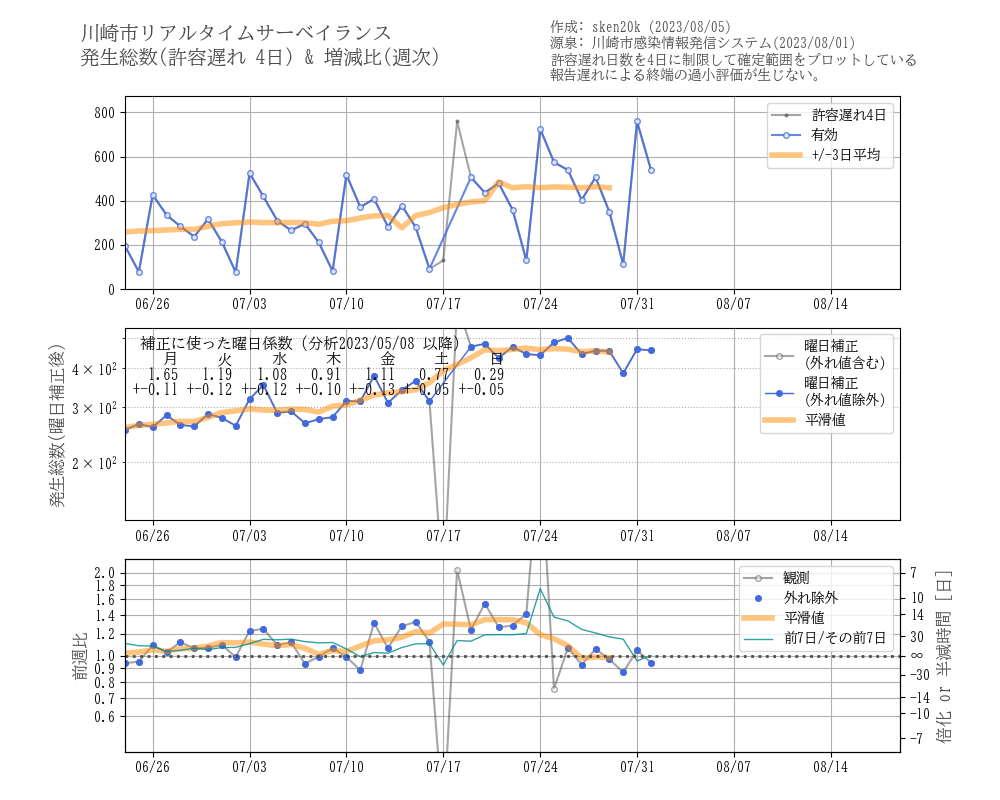 川崎市リアルタイムサーベイランス
発生総数(許容遅れ 4日) & 増減比(週次)
作成: sken20k (2023/08/05)
源泉: 川崎市感染情報発信システム(2023/08/01)
許容遅れ日数を4日に制限して確定範囲をプロットしている
報告遅れによる終端の過小評価が生じない。
800
600
400
200
0
許容遅れ4日
有効
+/-3日平均
06/26 07/03 07/10 07/17 07/24 07/31 08/07 08/14
発生総数(曜日補正後)
4 × 10²
3 × 10²
2 × 10²
補正に使った曜日係数 (分析2023/05/08 以降)
月 火 水 木 金 土 日
1.65 1.19 1.08 0.91 1.11 0.77 0.29
+-0.11 +-0.12 +-0.12 +-0.10 +-0.13 +-0.05 +-0.05
曜日補正
(外れ値含む)
曜日補正
(外れ値除外)
平滑値
06/26 07/03 07/10 07/17 07/24 07/31 08/07 08/14
前週比
2.0
1.8
1.6
1.4
1.2
1.0
0.9
0.8
0.7
0.6
観測
外れ除外
平滑値
前7日/その前7日
7
10
14
30
∞
-30
-14
-10
-7
倍化 or 半減時間 [日]
06/26 07/03 07/10 07/17 07/24 07/31 08/07 08/14